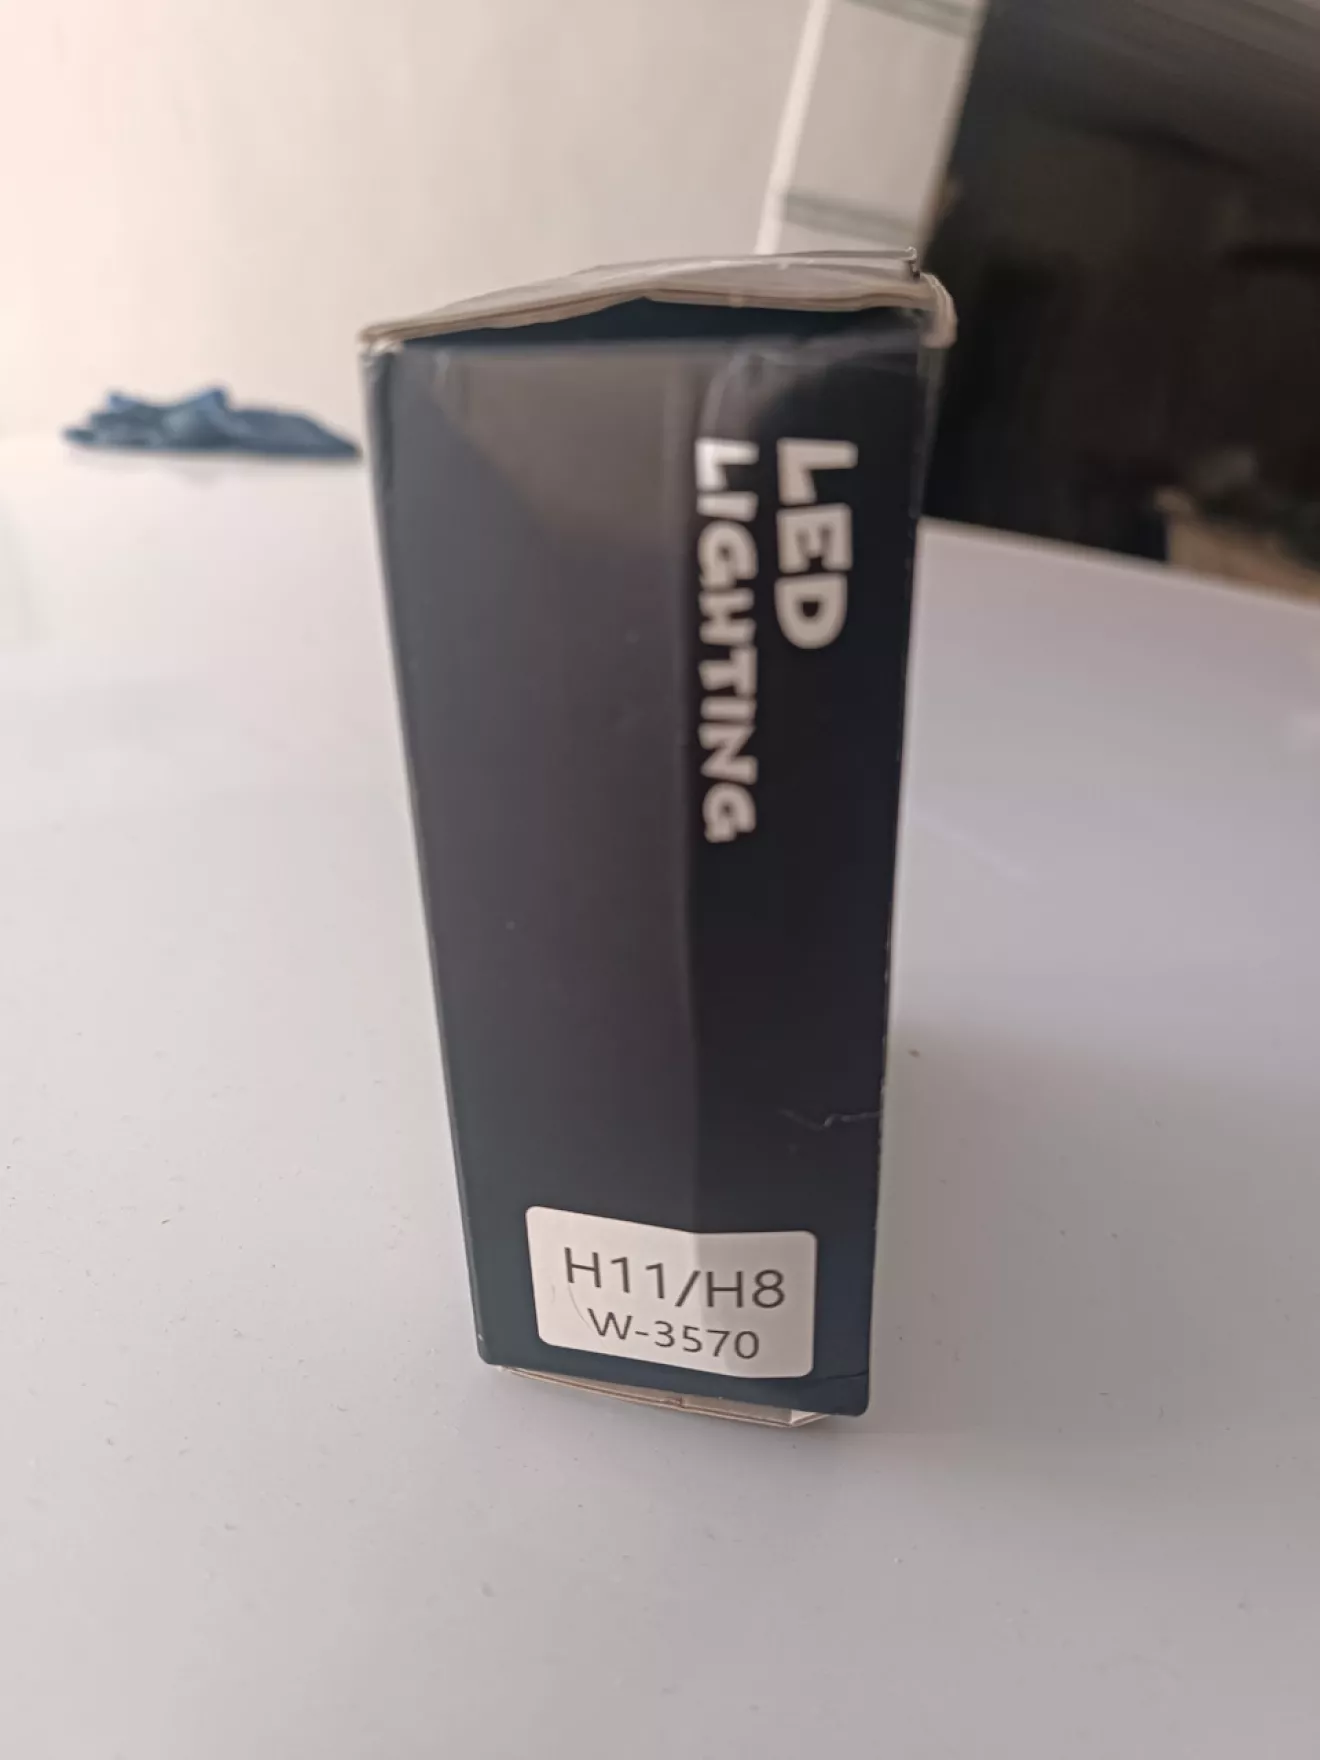 LED
LIGHTING
H11/H8
W-3570